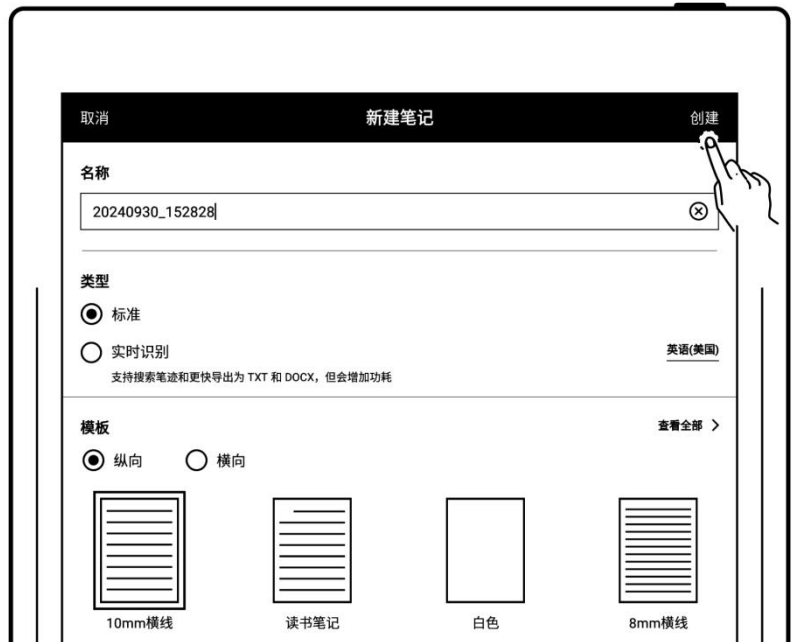 取消 新建笔记 创建
名称
20240930_152828
类型
标准
实时识别 英语(美国)
支持搜索笔迹和更快导出为 TXT 和 DOCX，但会增加功耗
模板 查看全部
纵向 横向
10mm横线 读书笔记 白色 8mm横线